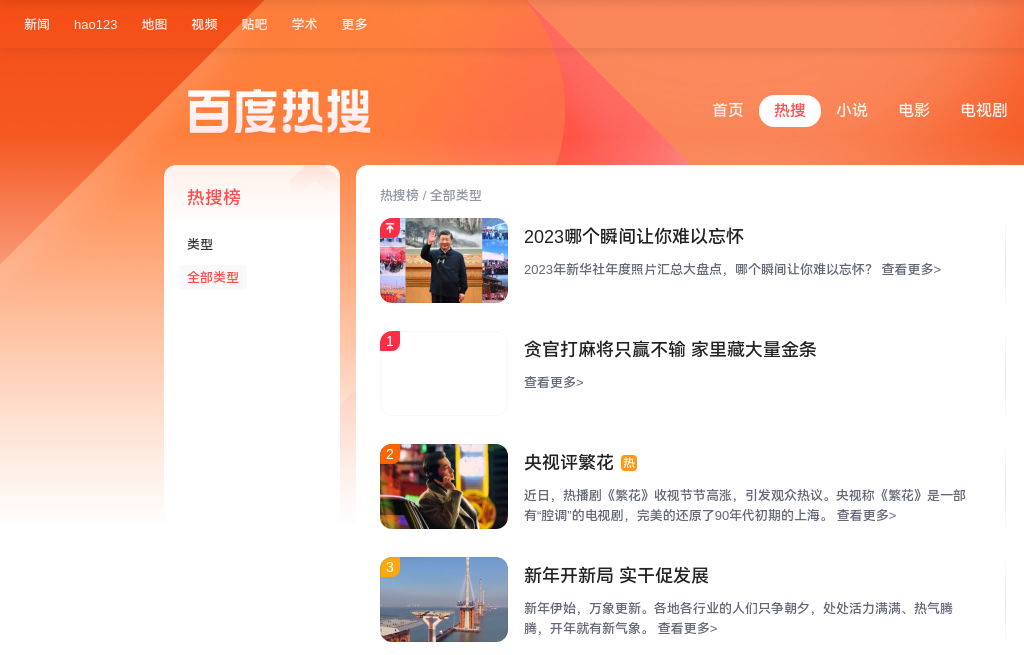 新闻 hao123 地图 视频 贴吧 学术 更多
百度热搜
首页 热搜 小说 电影 电视剧
热搜榜
类型
全部类型
热搜榜 / 全部类型
2023哪个瞬间让你难以忘怀
2023年新华社年度照片汇总大盘点，哪个瞬间让你难以忘怀？ 查看更多>
1
贪官打麻将只赢不输 家里藏大量金条
查看更多>
2
央视评繁花 热
近日，热播剧《繁花》收视节节高涨，引发观众热议。央视称《繁花》是一部
有“腔调”的电视剧，完美的还原了90年代初期的上海。 查看更多>
3
新年开新局 实干促发展
新年伊始，万象更新。各地各行业的人们只争朝夕，处处活力满满、热气腾
腾，开年就有新气象。 查看更多>